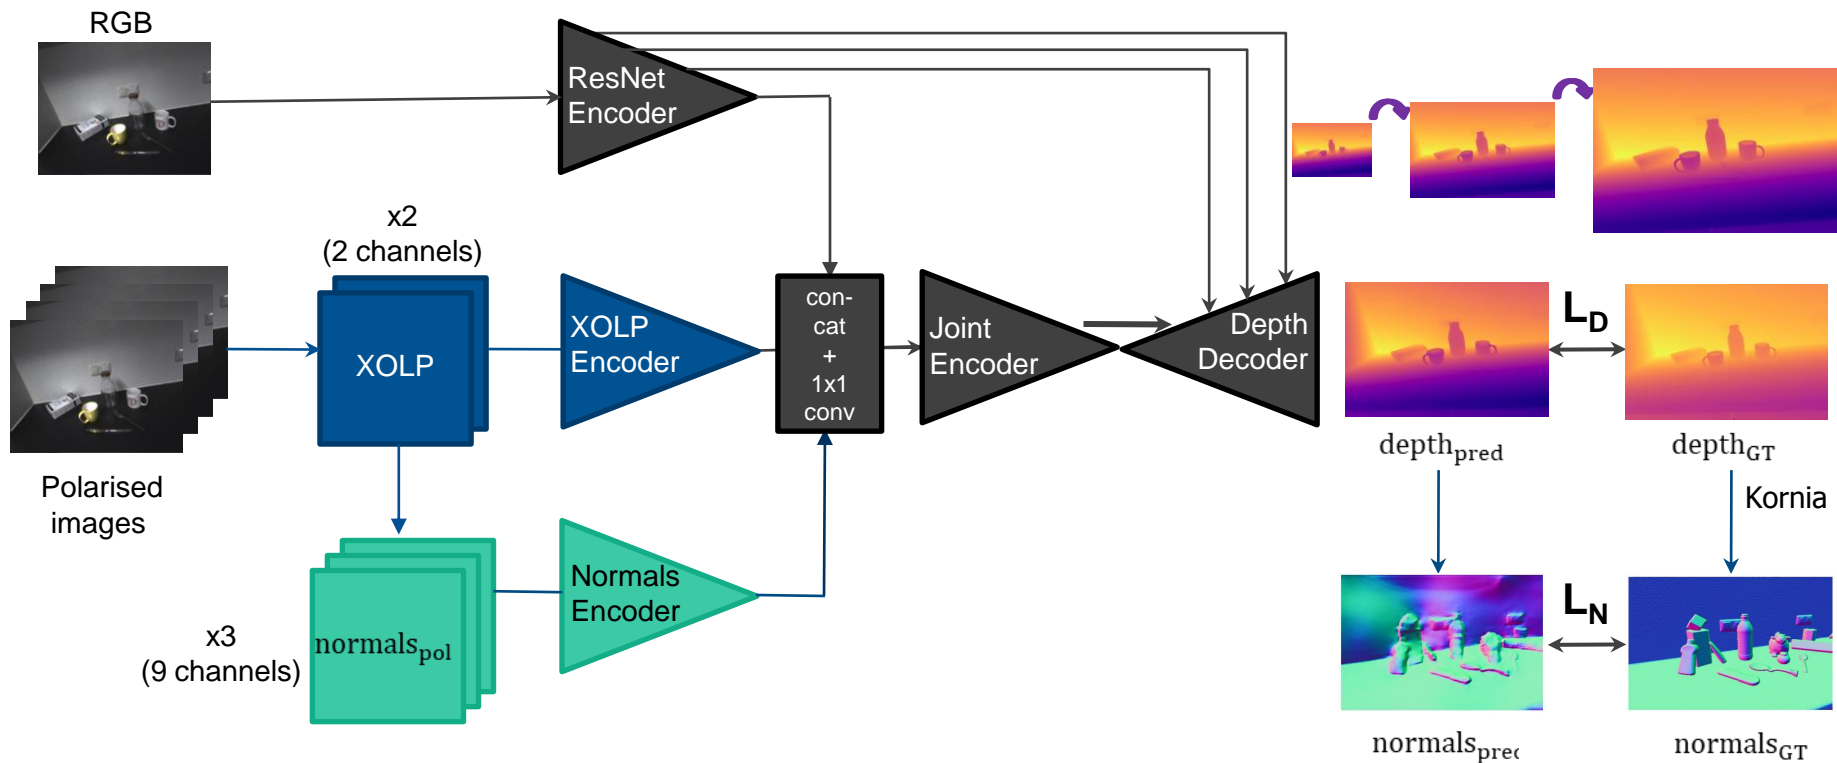 RGB
ResNet
Encoder
x2
(2 channels)
XOLP
XOLP
Encoder
con-
cat
+
1x1
conv
Joint
Encoder
Depth
Decoder
L_D
depth_pred
depth_GT
Polarised
images
Kornia
Normals
Encoder
x3
(9 channels)
normals_pol
L_N
normals_pred
normals_GT